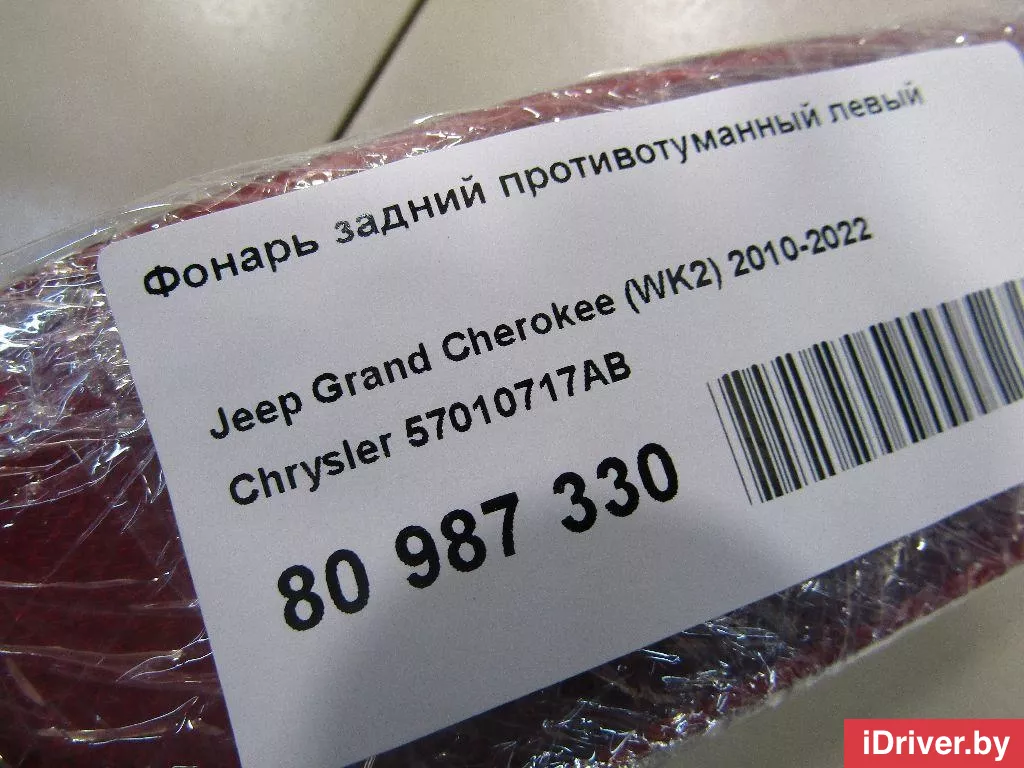 Фонарь задний противотуманный левый
Jeep Grand Cherokee (WK2) 2010-2022
Chrysler 57010717AB
80 987 330
iDriver.by